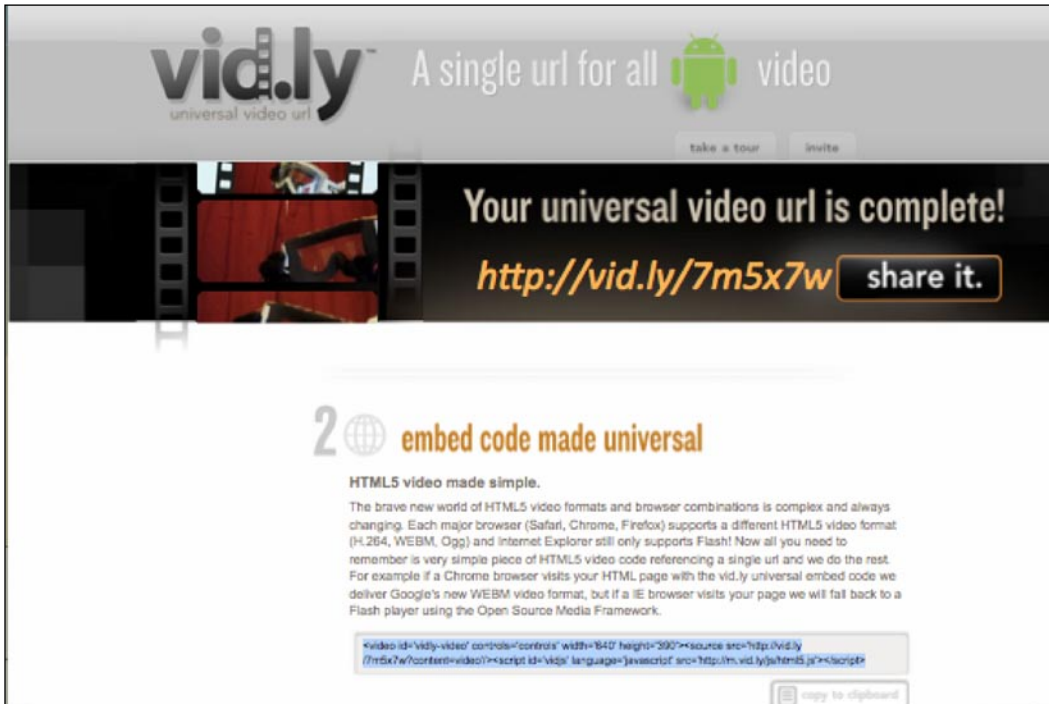 vid.ly™
universal video url
A single url for all video
take a tour
invite
Your universal video url is complete!
http://vid.ly/7m5x7w share it.
2 embed code made universal
HTML5 video made simple.
The brave new world of HTML5 video formats and browser combinations is complex and always
changing. Each major browser (Safari, Chrome, Firefox) supports a different HTML5 video format
(H.264, WEBM, Ogg) and Internet Explorer still only supports Flash! Now all you need to
remember is very simple piece of HTML5 video code referencing a single url and we do the rest.
For example if a Chrome browser visits your HTML page with the vid.ly universal embed code we
deliver Google's new WEBM video format, but if a IE browser visits your page we will fall back to a
Flash player using the Open Source Media Framework.
<video id='vidly-video' controls='controls' width='640' height='390'><source src='http://vid.ly
/7m5x7w?content=video'/><script id='vidjs' language='javascript' src='http://m.vid.ly/js/html5.js'></script>
copy to clipboard